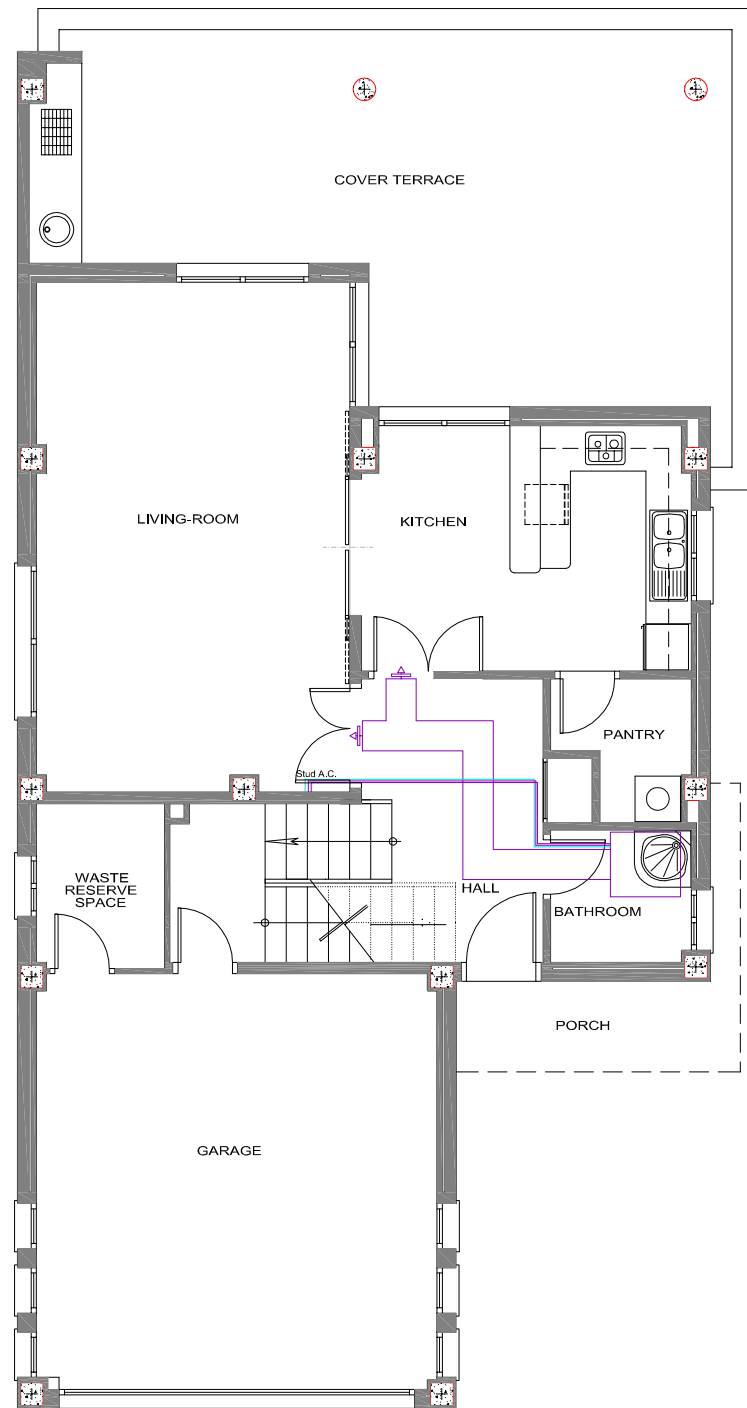 COVER TERRACE
LIVING-ROOM
KITCHEN
PANTRY
Stud A.C.
WASTE
RESERVE
SPACE
HALL
BATHROOM
PORCH
GARAGE